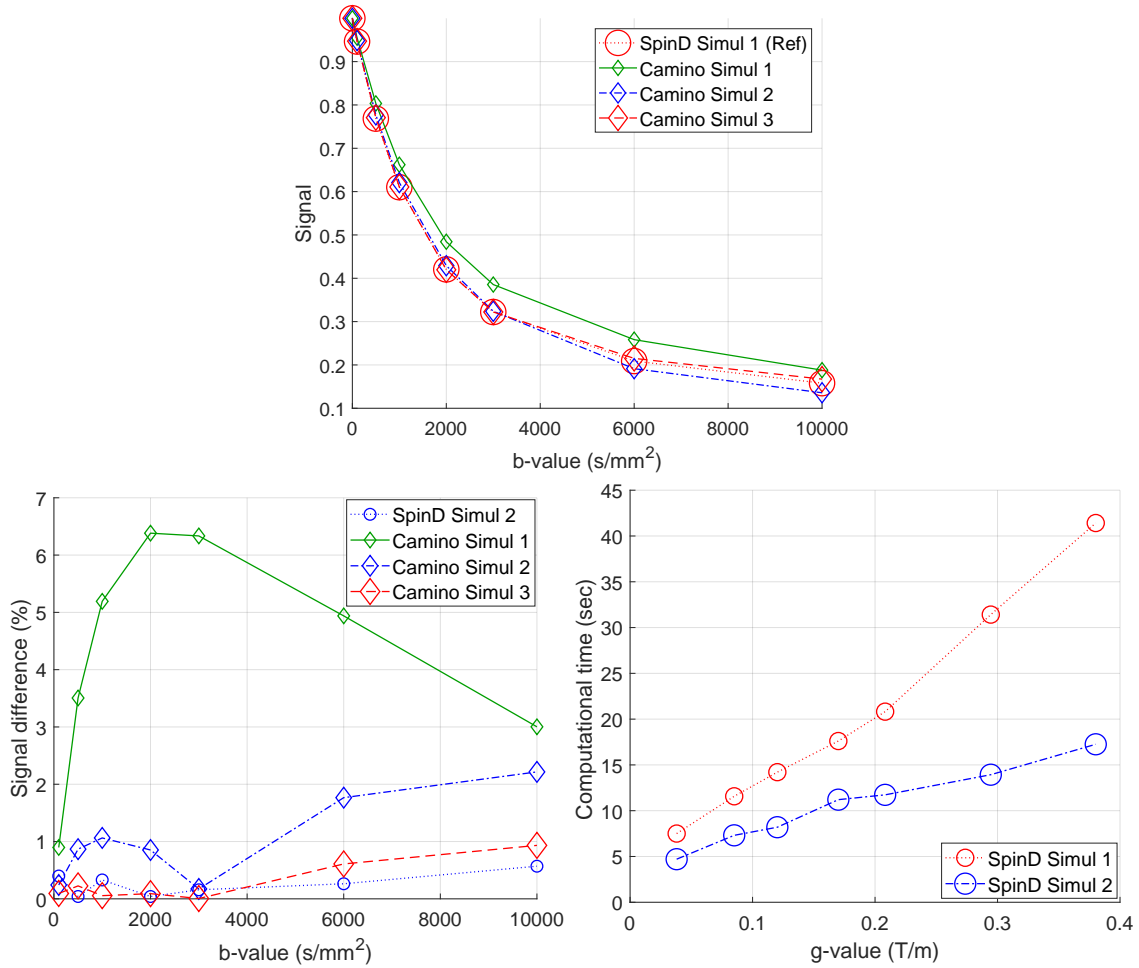 Signal
0.9
0.8
0.7
0.6
0.5
0.4
0.3
0.2
0.1
0 2000 4000 6000 8000 10000
b-value (s/mm²)
SpinD Simul 1 (Ref)
Camino Simul 1
Camino Simul 2
Camino Simul 3
Signal difference (%)
7
6
5
4
3
2
1
0
0 2000 4000 6000 8000 10000
b-value (s/mm²)
SpinD Simul 2
Camino Simul 1
Camino Simul 2
Camino Simul 3
Computational time (sec)
45
40
35
30
25
20
15
10
5
0
0 0.1 0.2 0.3 0.4
g-value (T/m)
SpinD Simul 1
SpinD Simul 2